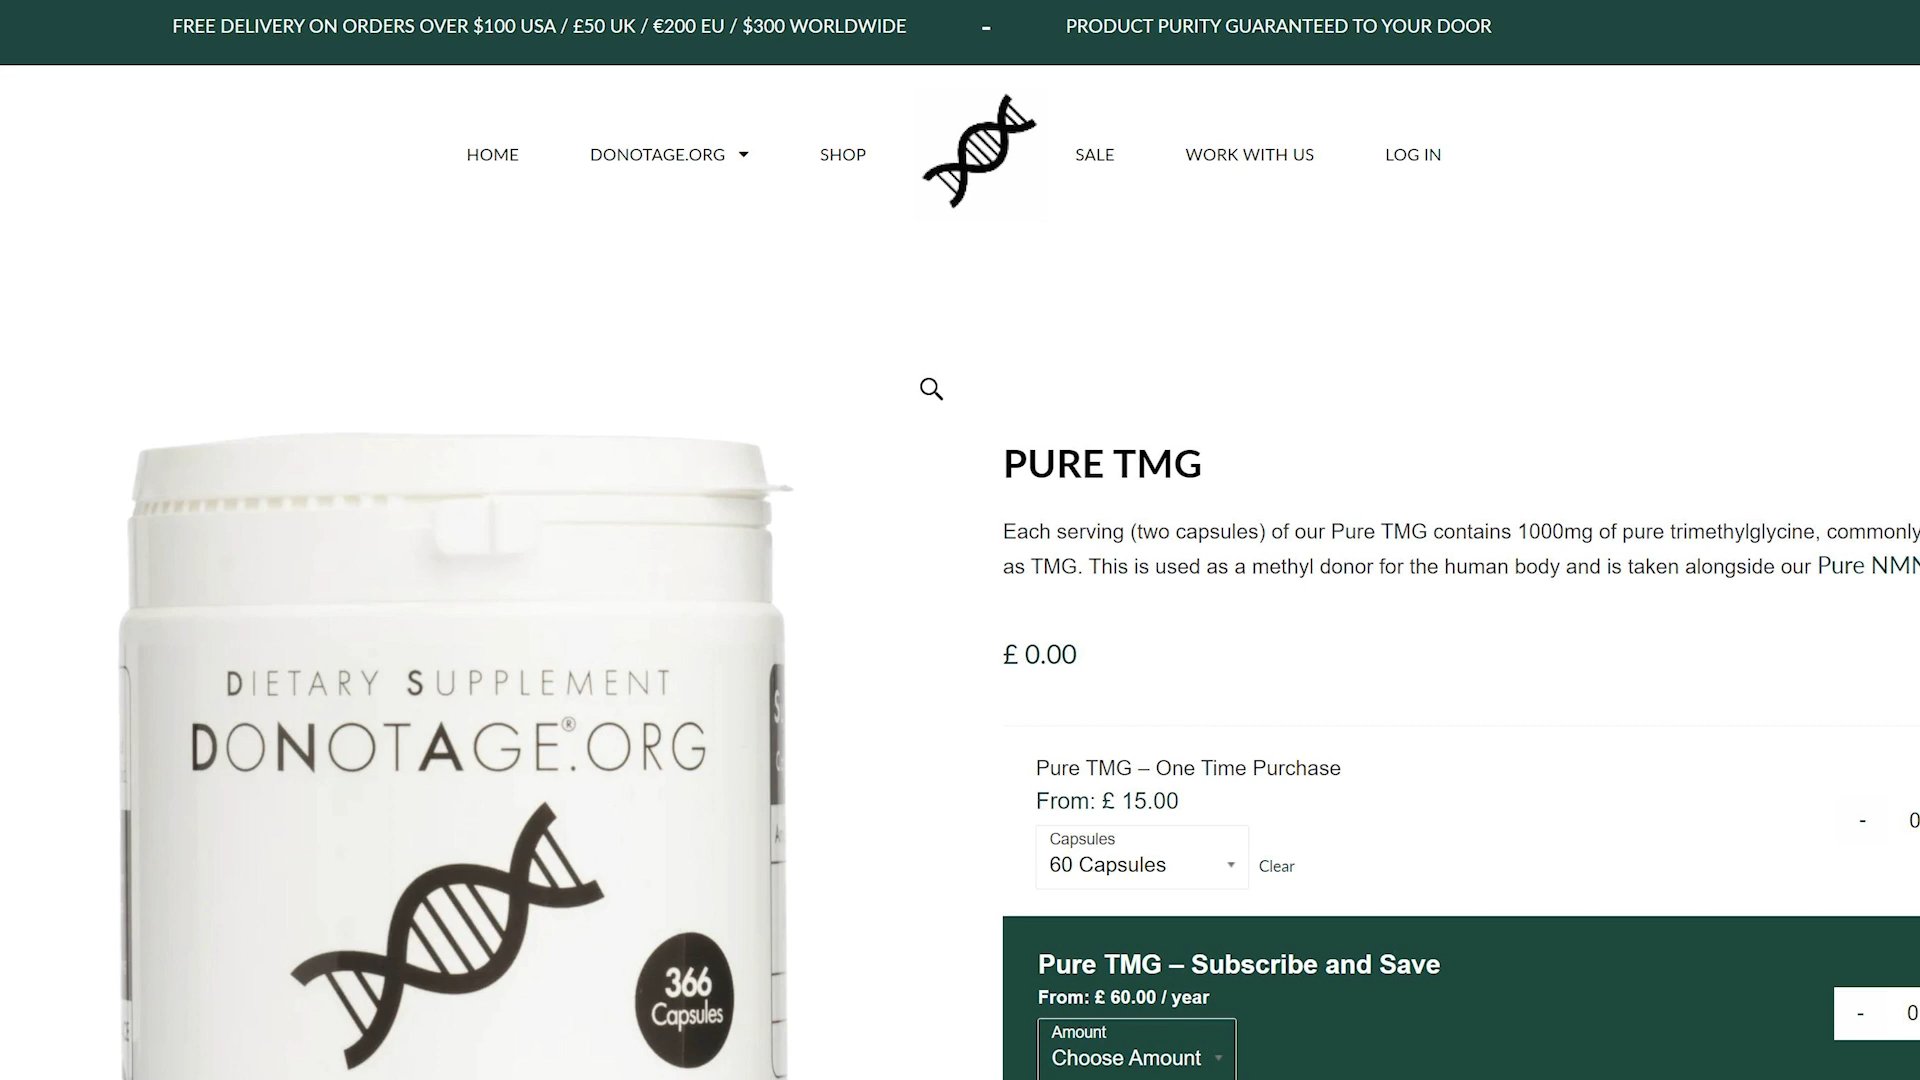 FREE DELIVERY ON ORDERS OVER $100 USA / £50 UK / €200 EU / $300 WORLDWIDE - PRODUCT PURITY GUARANTEED TO YOUR DOOR
HOME DONOTAGE.ORG SHOP SALE WORK WITH US LOG IN
PURE TMG
Each serving (two capsules) of our Pure TMG contains 1000mg of pure trimethylglycine, commonly
as TMG. This is used as a methyl donor for the human body and is taken alongside our Pure NMN
£ 0.00
Pure TMG – One Time Purchase
From: £ 15.00
Capsules
60 Capsules
Clear
- 0
Pure TMG – Subscribe and Save
From: £ 60.00 / year
Amount
Choose Amount
- 0
DIETARY SUPPLEMENT
DONOTAGE®.ORG
366
Capsules